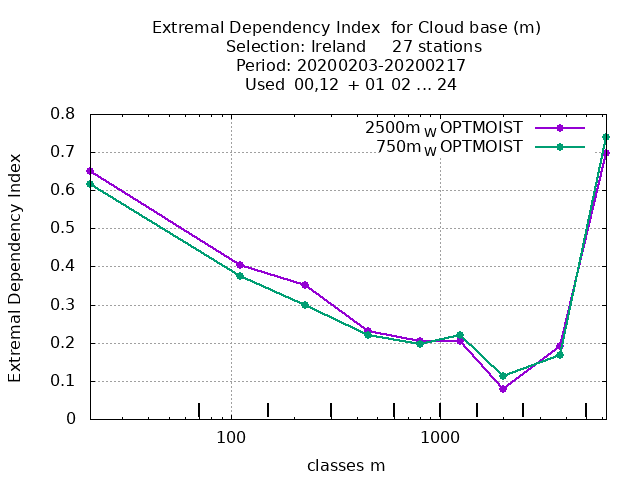 Extremal Dependency Index  for Cloud base (m)
Selection: Ireland     27 stations
Period: 20200203-20200217
Used  00,12  + 01 02 ... 24
2500m W OPTMOIST
750m W OPTMOIST
Extremal Dependency Index
0.8
0.7
0.6
0.5
0.4
0.3
0.2
0.1
0
100
1000
classes m